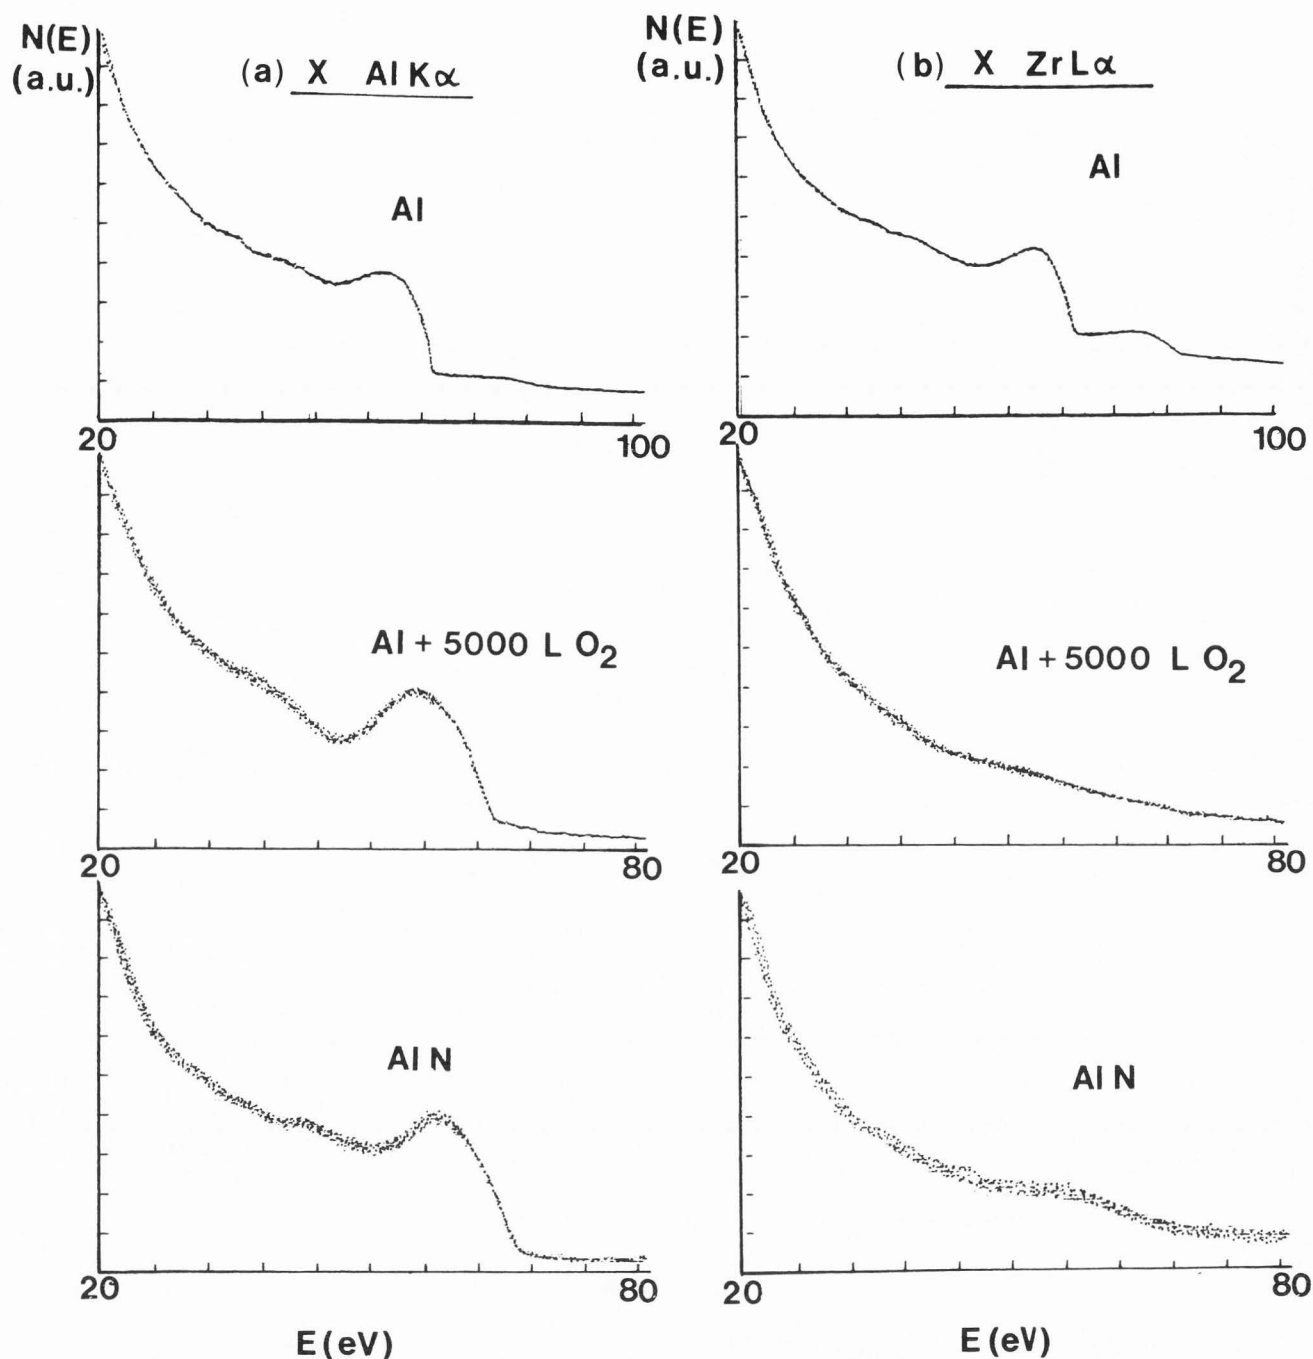 N(E)
(a.u.)
(a) X Al Kα
Al
20 100
N(E)
(a.u.)
(b) X Zr Lα
Al
20 100
Al + 5000 L O2
20 80
Al + 5000 L O2
20 80
Al N
20 80
E (eV)
Al N
20 80
E (eV)